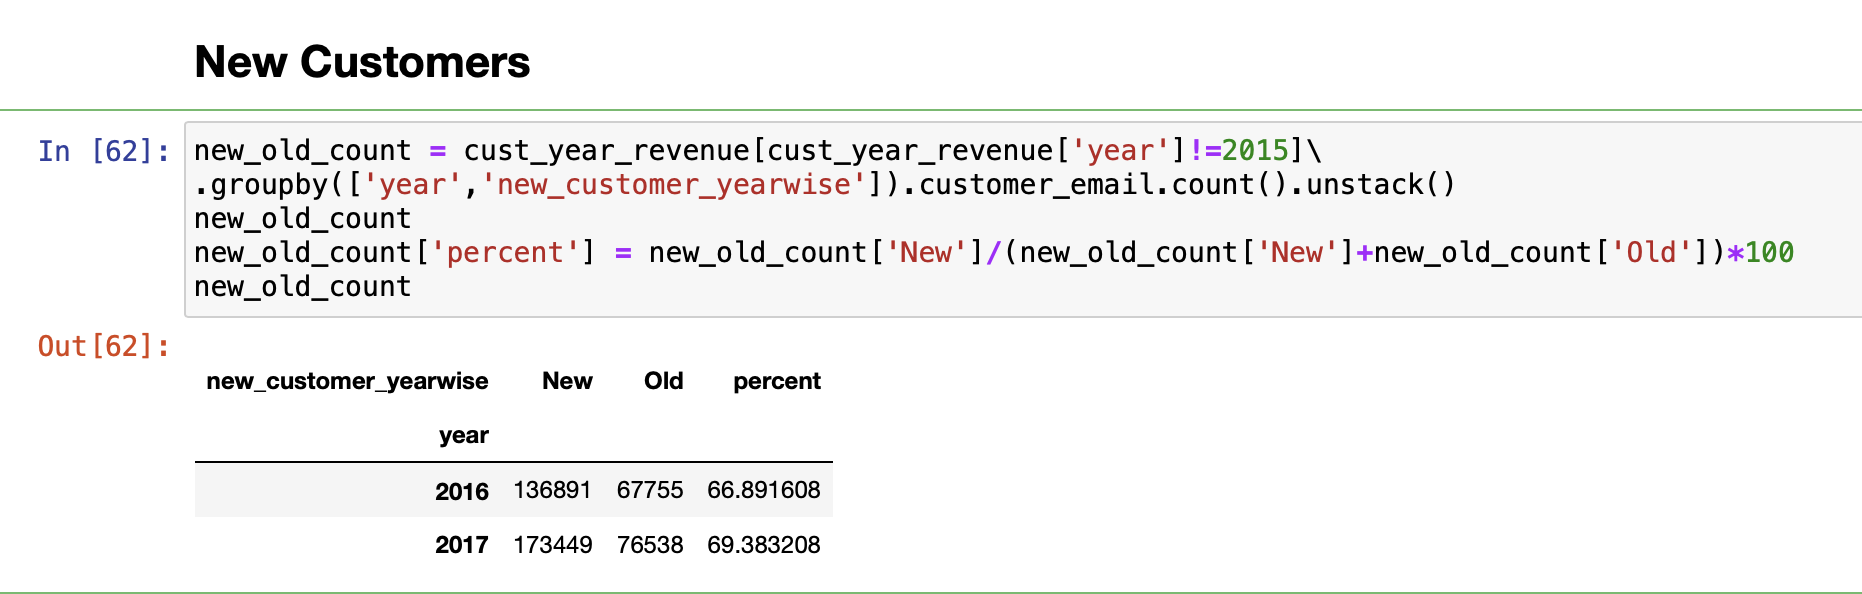 New Customers
In [62]: new_old_count = cust_year_revenue[cust_year_revenue['year']!=2015]\
.groupby(['year','new_customer_yearwise']).customer_email.count().unstack()
new_old_count
new_old_count['percent'] = new_old_count['New']/(new_old_count['New']+new_old_count['Old'])*100
new_old_count
Out[62]:
new_customer_yearwise New Old percent
year
2016 136891 67755 66.891608
2017 173449 76538 69.383208